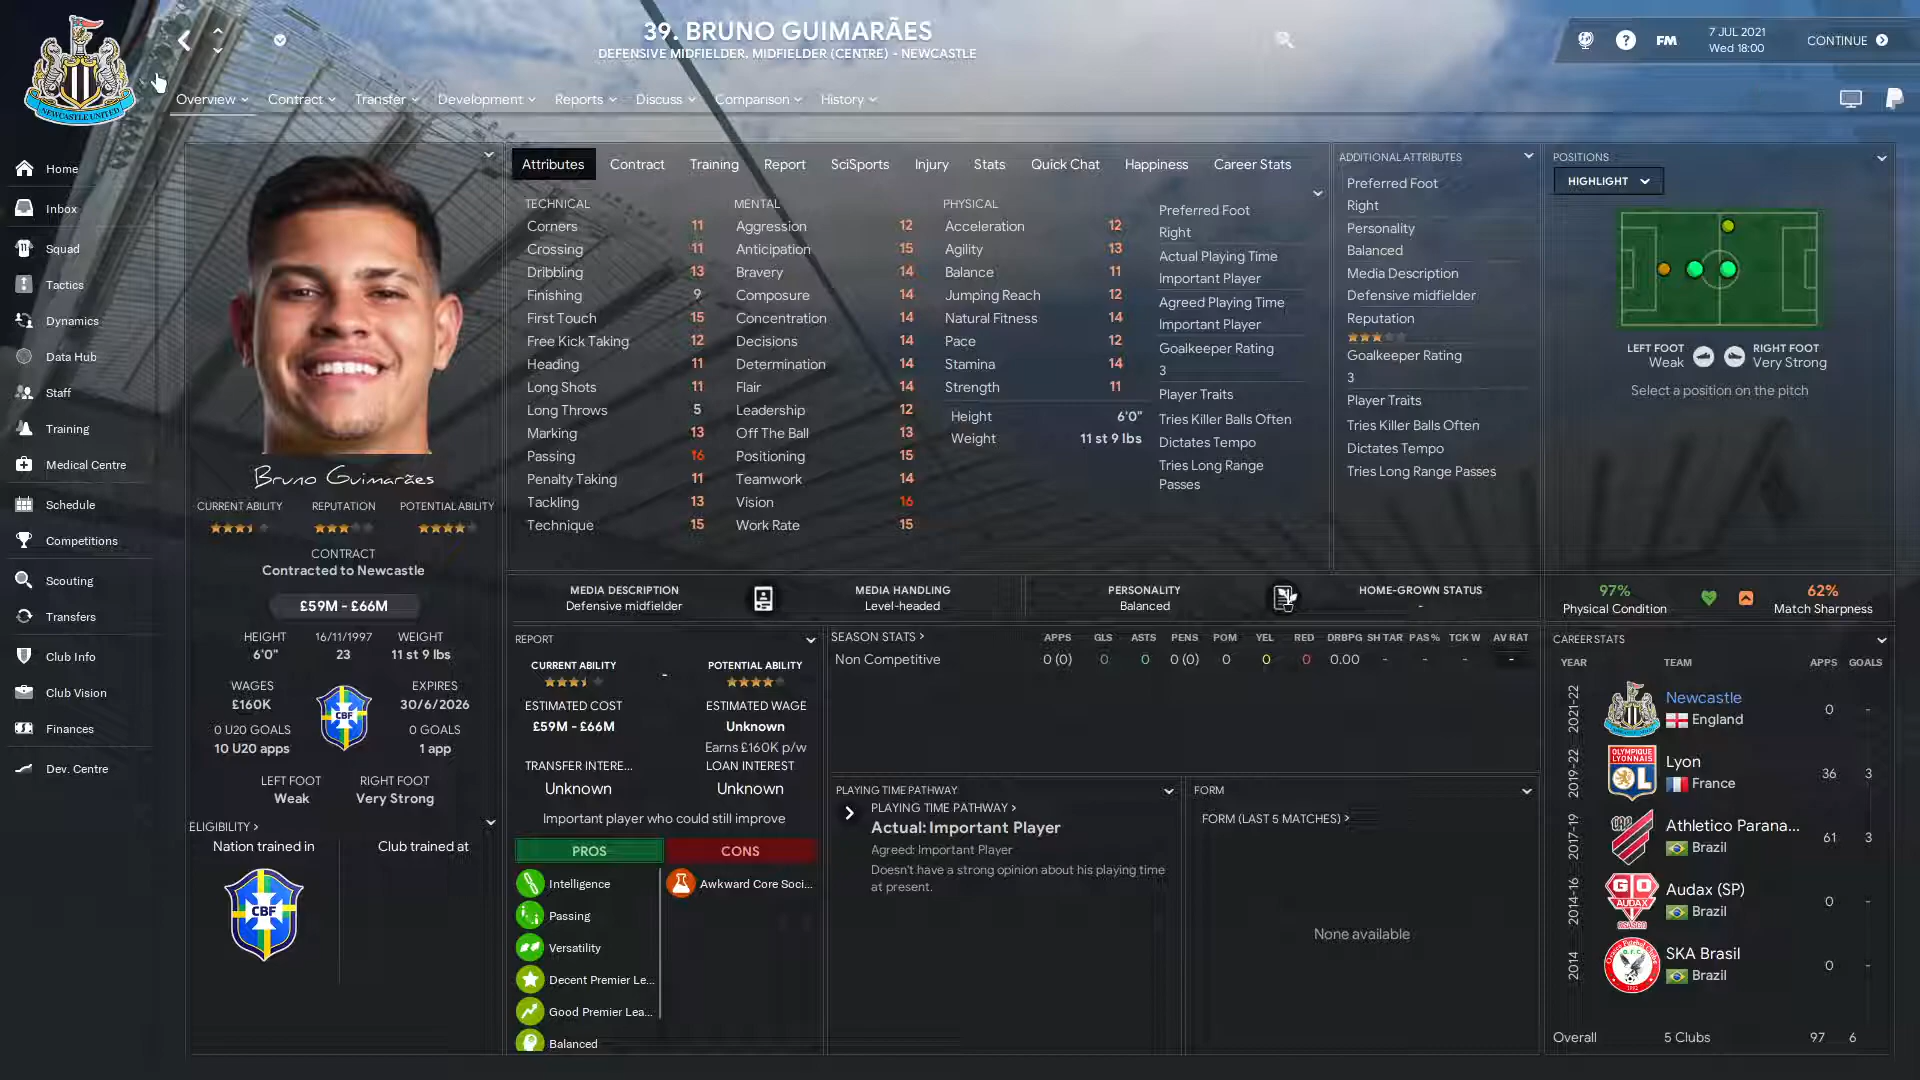 39. BRUNO GUIMARÃES
DEFENSIVE MIDFIELDER, MIDFIELDER (CENTRE) - NEWCASTLE
7 JUL 2021
Wed 18:00
FM
CONTINUE
NEWCASTLE UNITED
Overview
Contract
Transfer
Development
Reports
Discuss
Comparison
History
Home
Inbox
Squad
Tactics
Dynamics
Data Hub
Staff
Training
Medical Centre
Schedule
Competitions
Scouting
Transfers
Club Info
Club Vision
Finances
Dev. Centre
Bruno Guimarães
CURRENT ABILITY
REPUTATION
POTENTIAL ABILITY
CONTRACT
Contracted to Newcastle
£59M - £66M
HEIGHT
6'0"
16/11/1997
23
WEIGHT
11 st 9 lbs
WAGES
£160K
CBF
EXPIRES
30/6/2026
0 U20 GOALS
10 U20 apps
0 GOALS
1 app
LEFT FOOT
Weak
RIGHT FOOT
Very Strong
ELIGIBILITY >
Nation trained in
Club trained at
CBF
Attributes
Contract
Training
Report
SciSports
Injury
Stats
Quick Chat
Happiness
Career Stats
TECHNICAL
Corners 11
Crossing 11
Dribbling 13
Finishing 9
First Touch 15
Free Kick Taking 12
Heading 11
Long Shots 11
Long Throws 5
Marking 13
Passing 16
Penalty Taking 11
Tackling 13
Technique 15
MENTAL
Aggression 12
Anticipation 15
Bravery 14
Composure 14
Concentration 14
Decisions 14
Determination 14
Flair 14
Leadership 12
Off The Ball 13
Positioning 15
Teamwork 14
Vision 16
Work Rate 15
PHYSICAL
Acceleration 12
Agility 13
Balance 11
Jumping Reach 12
Natural Fitness 14
Pace 12
Stamina 14
Strength 11
Height 6'0"
Weight 11 st 9 lbs
Preferred Foot
Right
Actual Playing Time
Important Player
Agreed Playing Time
Important Player
Goalkeeper Rating
3
Player Traits
Tries Killer Balls Often
Dictates Tempo
Tries Long Range
Passes
ADDITIONAL ATTRIBUTES
Preferred Foot
Right
Personality
Balanced
Media Description
Defensive midfielder
Reputation
Goalkeeper Rating
3
Player Traits
Tries Killer Balls Often
Dictates Tempo
Tries Long Range Passes
POSITIONS
HIGHLIGHT
LEFT FOOT
Weak
RIGHT FOOT
Very Strong
Select a position on the pitch
MEDIA DESCRIPTION
Defensive midfielder
MEDIA HANDLING
Level-headed
PERSONALITY
Balanced
HOME-GROWN STATUS
-
97%
Physical Condition
62%
Match Sharpness
REPORT
CURRENT ABILITY
-
POTENTIAL ABILITY
ESTIMATED COST
£59M - £66M
ESTIMATED WAGE
Unknown
Earns £160K p/w
TRANSFER INTERE...
Unknown
LOAN INTEREST
Unknown
Important player who could still improve
PROS
CONS
Intelligence
Passing
Versatility
Decent Premier Le...
Good Premier Lea...
Balanced
Awkward Core Soci...
SEASON STATS >
APPS GLS ASTS PENS POM YEL RED DRBPG SH TAR PAS % TCK W AV RAT
Non Competitive 0 (0) 0 0 0 (0) 0 0 0 0.00 - - - -
PLAYING TIME PATHWAY
PLAYING TIME PATHWAY >
Actual: Important Player
Agreed: Important Player
Doesn't have a strong opinion about his playing time
at present.
FORM
FORM (LAST 5 MATCHES) >
None available
CAREER STATS
YEAR TEAM APPS GOALS
2021-22 Newcastle 0 -
England
2019-22 Lyon 36 3
France
OLYMPIQUE
LYONNAIS
OL
2017-19 Athletico Parana... 61 3
Brazil
2014-16 Audax (SP) 0 -
Brazil
AUDAX
OSASCO
2014 SKA Brasil 0 -
Brazil
Overall 5 Clubs 97 6